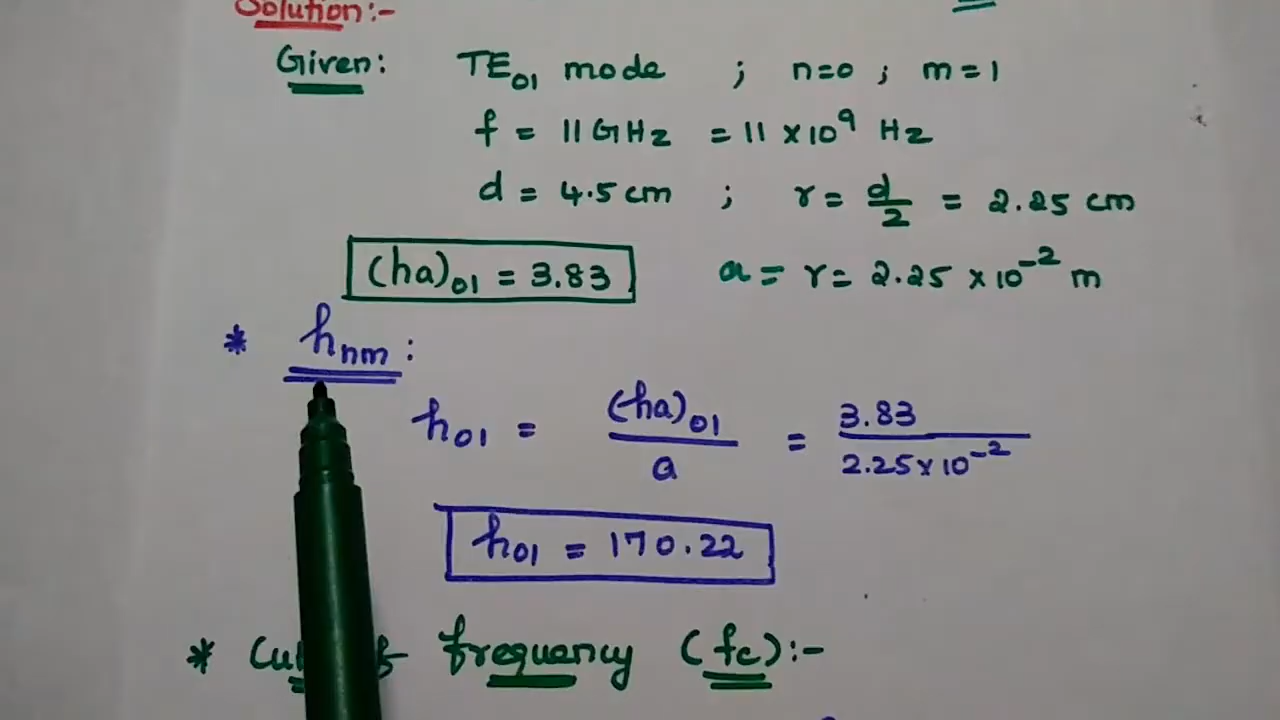 Solution:-
Given: TE01 mode ; n=0 ; m=1
f = 11 GHz = 11 × 10^9 Hz
d = 4.5 cm ; r = d/2 = 2.25 cm
(ha)01 = 3.83 a = r = 2.25 × 10^-2 m
* hnm :
h01 = (ha)01 / a = 3.83 / 2.25 × 10^-2
h01 = 170.22
* frequency (fc):-